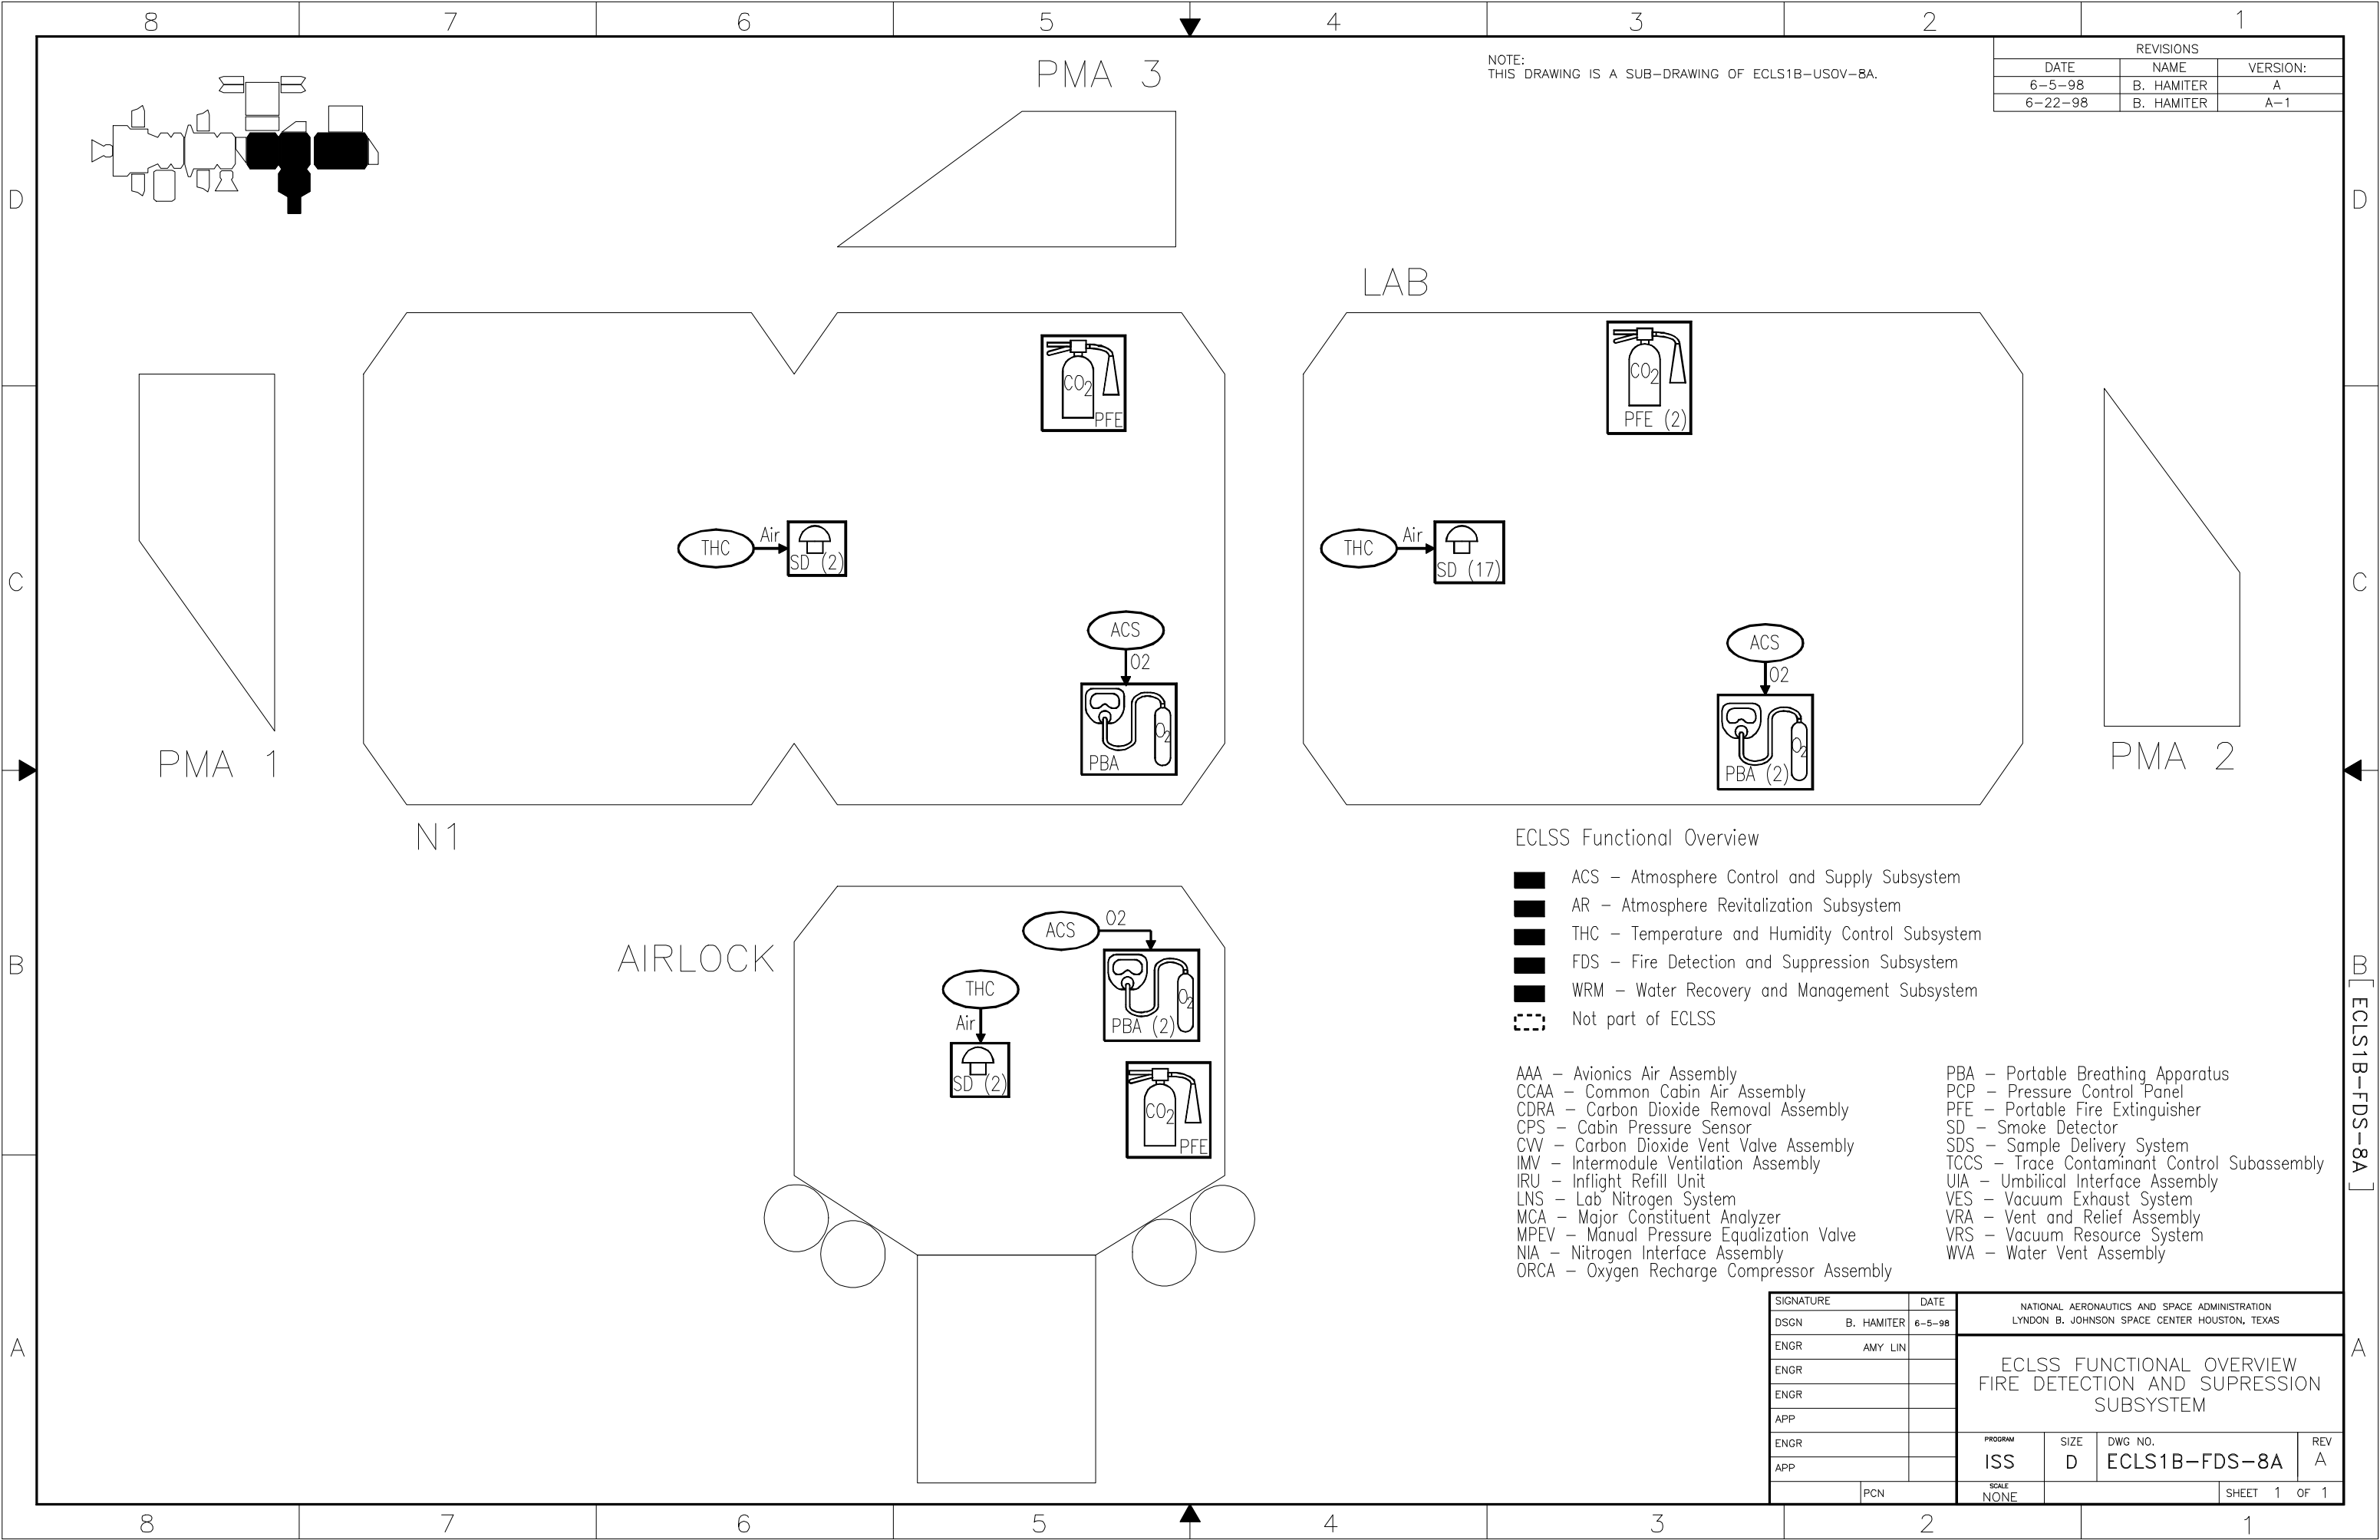 8 7 6 5 4 3 2 1
D
C
B
A
D
C
B
A
NOTE:
THIS DRAWING IS A SUB-DRAWING OF ECLS1B-USOV-8A.
REVISIONS
DATE NAME VERSION:
6-5-98 B. HAMITER A
6-22-98 B. HAMITER A-1
PMA 3
LAB
CO2
PFE
CO2
PFE (2)
THC
Air
SD (2)
THC
Air
SD (17)
ACS
O2
O2
PBA
ACS
O2
O2
PBA (2)
PMA 1
PMA 2
N1
AIRLOCK
ACS
O2
O2
PBA (2)
THC
Air
SD (2)
CO2
PFE
ECLSS Functional Overview
ACS - Atmosphere Control and Supply Subsystem
AR - Atmosphere Revitalization Subsystem
THC - Temperature and Humidity Control Subsystem
FDS - Fire Detection and Suppression Subsystem
WRM - Water Recovery and Management Subsystem
Not part of ECLSS
AAA - Avionics Air Assembly
CCAA - Common Cabin Air Assembly
CDRA - Carbon Dioxide Removal Assembly
CPS - Cabin Pressure Sensor
CVV - Carbon Dioxide Vent Valve Assembly
IMV - Intermodule Ventilation Assembly
IRU - Inflight Refill Unit
LNS - Lab Nitrogen System
MCA - Major Constituent Analyzer
MPEV - Manual Pressure Equalization Valve
NIA - Nitrogen Interface Assembly
ORCA - Oxygen Recharge Compressor Assembly
PBA - Portable Breathing Apparatus
PCP - Pressure Control Panel
PFE - Portable Fire Extinguisher
SD - Smoke Detector
SDS - Sample Delivery System
TCCS - Trace Contaminant Control Subassembly
UIA - Umbilical Interface Assembly
VES - Vacuum Exhaust System
VRA - Vent and Relief Assembly
VRS - Vacuum Resource System
WVA - Water Vent Assembly
[ECLS1B-FDS-8A]
SIGNATURE DATE
DSGN B. HAMITER 6-5-98
ENGR AMY LIN
ENGR
ENGR
APP
ENGR
APP
PCN
NATIONAL AERONAUTICS AND SPACE ADMINISTRATION
LYNDON B. JOHNSON SPACE CENTER HOUSTON, TEXAS
ECLSS FUNCTIONAL OVERVIEW
FIRE DETECTION AND SUPRESSION
SUBSYSTEM
PROGRAM
ISS
SIZE
D
DWG NO.
ECLS1B-FDS-8A
REV
A
SCALE
NONE
SHEET 1 OF 1
8 7 6 5 4 3 2 1